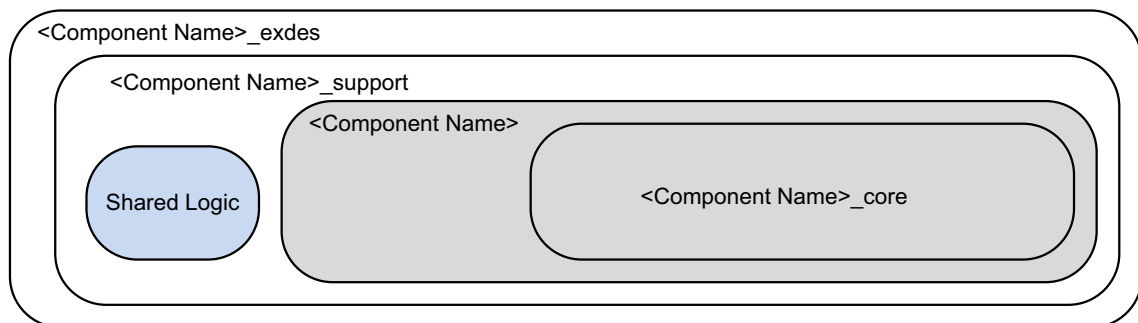 <Component Name>_exdes
<Component Name>_support
<Component Name>
Shared Logic
<Component Name>_core